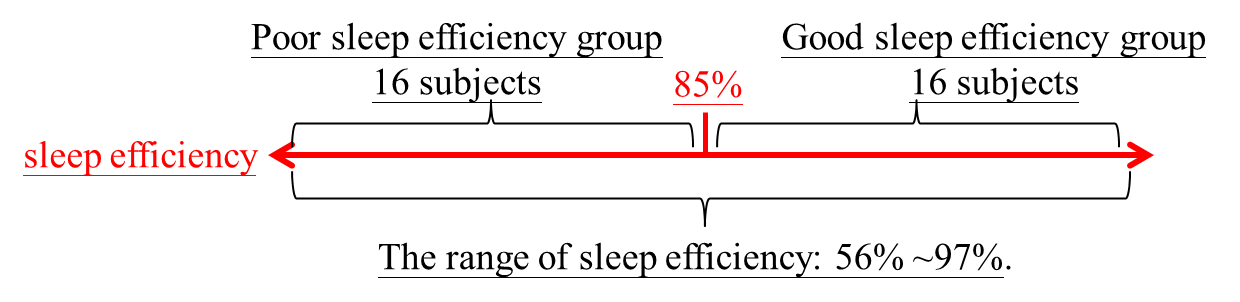 Poor sleep efficiency group
16 subjects
Good sleep efficiency group
16 subjects
85%
sleep efficiency
The range of sleep efficiency: 56% ~97%.